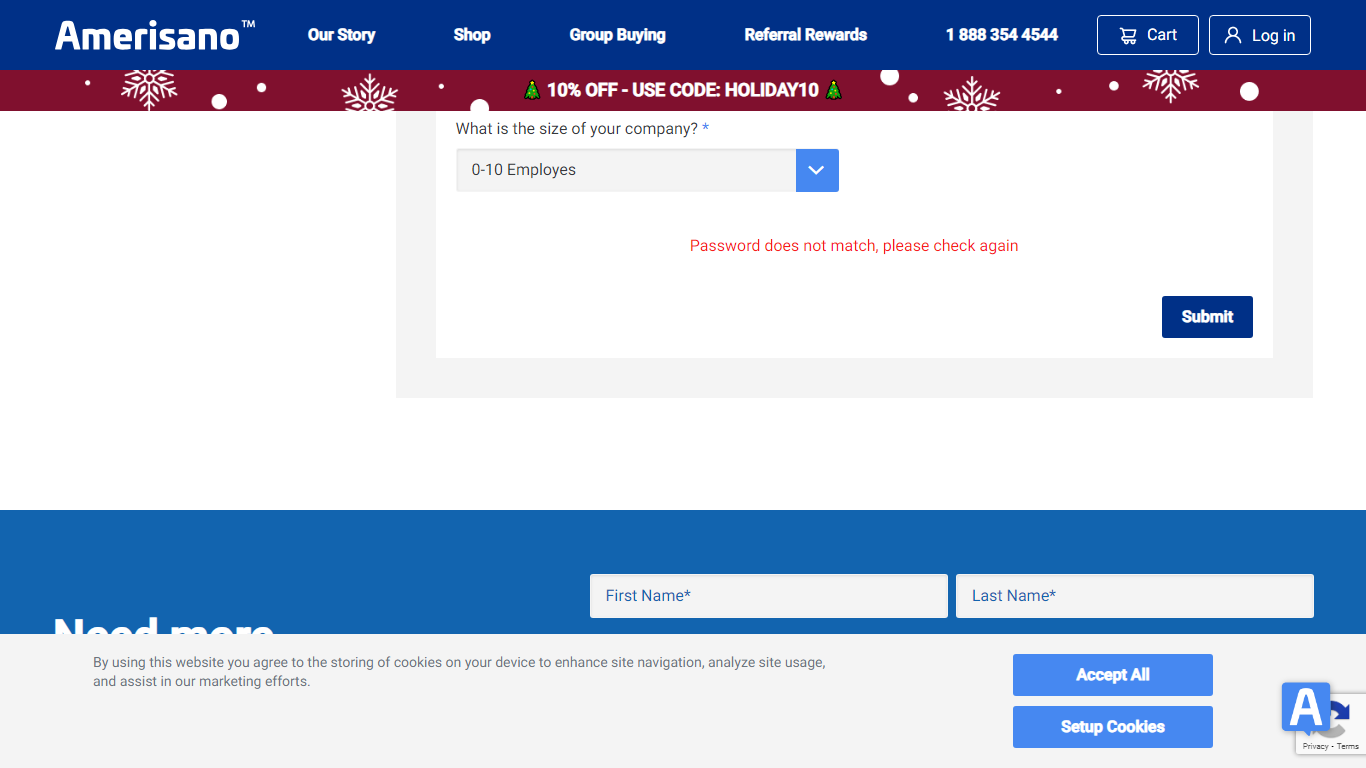 Amerisano™
Our Story
Shop
Group Buying
Referral Rewards
1 888 354 4544
Cart
Log in
🎄 10% OFF - USE CODE: HOLIDAY10 🎄
What is the size of your company? *
0-10 Employes
Password does not match, please check again
Submit
First Name*
Last Name*
Need more
By using this website you agree to the storing of cookies on your device to enhance site navigation, analyze site usage,
and assist in our marketing efforts.
Accept All
Setup Cookies
A
Privacy - Terms